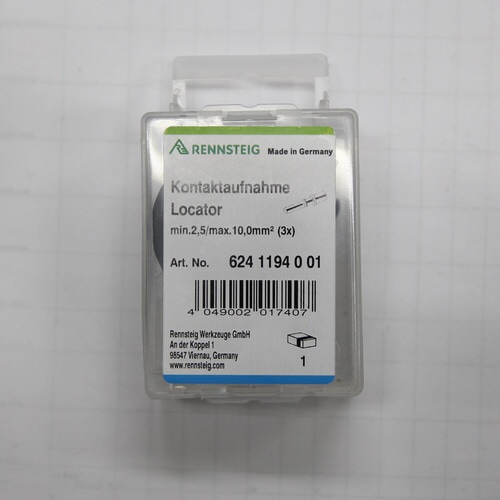 RENNSTEIG Made in Germany
Kontaktaufnahme
Locator
min.2,5/max.10,0mm² (3x)
Art. No. 624 1194 0 01
4 049002 017407
Rennsteig Werkzeuge GmbH
An der Koppel 1
98547 Viernau, Germany
www.rennsteig.com
1